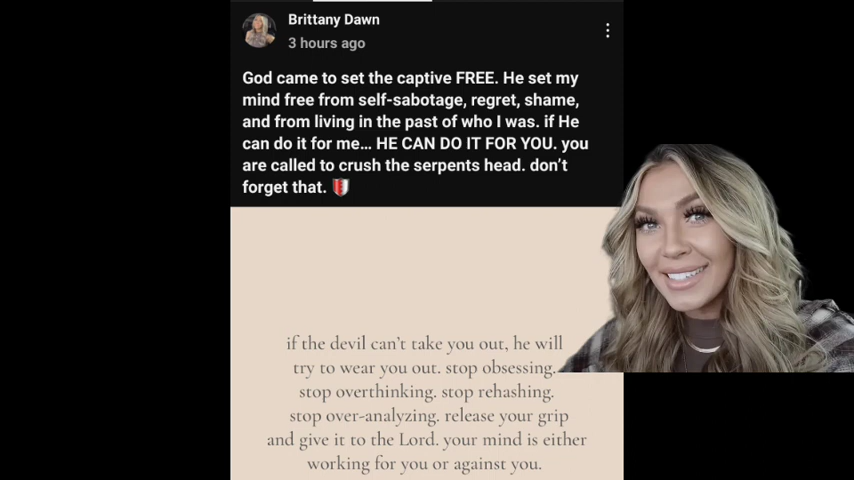 Brittany Dawn
3 hours ago
God came to set the captive FREE. He set my
mind free from self-sabotage, regret, shame,
and from living in the past of who I was. if He
can do it for me... HE CAN DO IT FOR YOU. you
are called to crush the serpents head. don't
forget that.
if the devil can't take you out, he will
try to wear you out. stop obsessing.
stop overthinking. stop rehashing.
stop over-analyzing. release your grip
and give it to the Lord. your mind is either
working for you or against you.